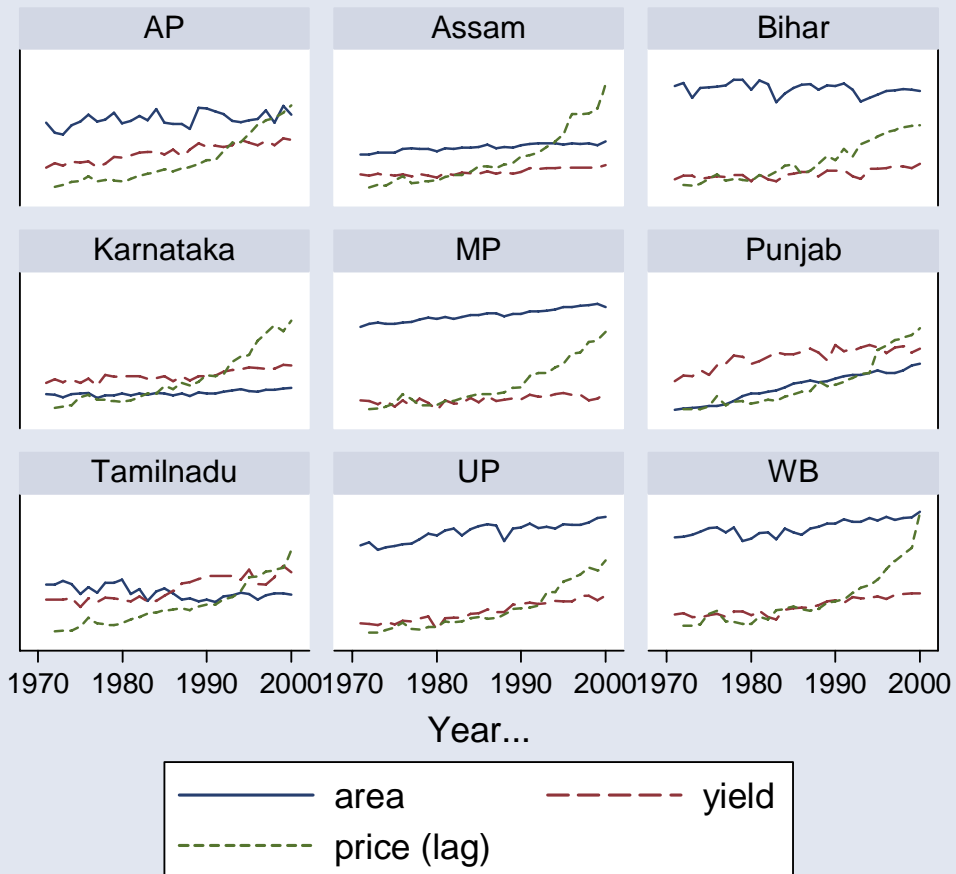 AP Assam Bihar
Karnataka MP Punjab
Tamilnadu UP WB
1970 1980 1990 2000 1970 1980 1990 2000 1970 1980 1990 2000
Year...
area yield
price (lag)